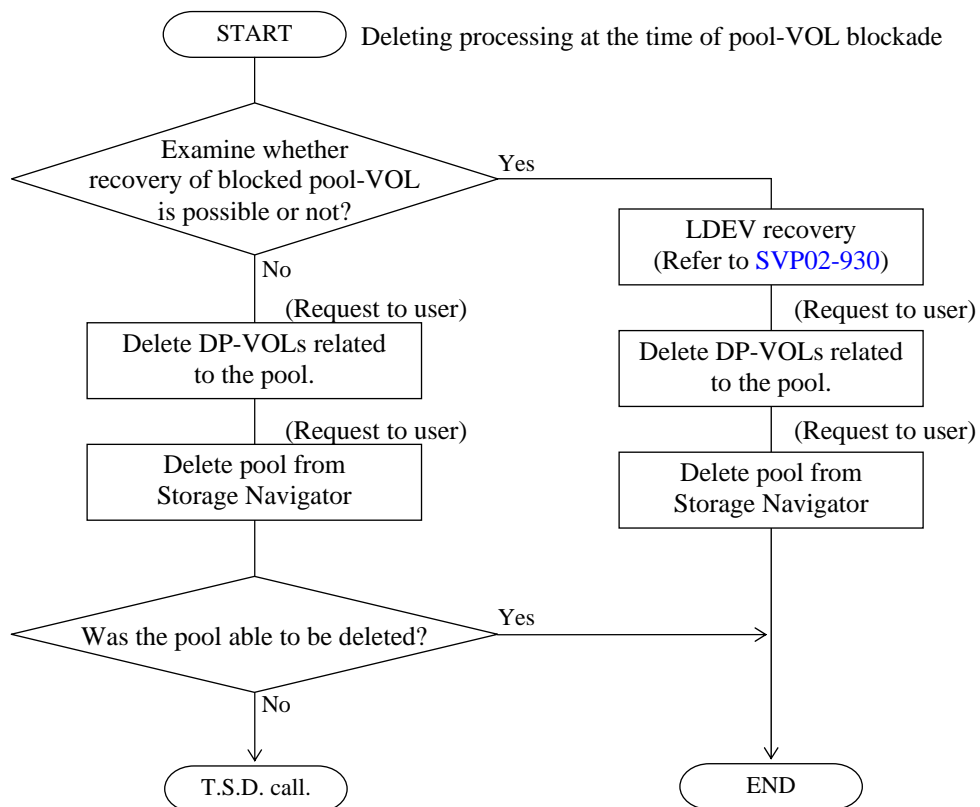 START
Deleting processing at the time of pool-VOL blockade
Examine whether
recovery of blocked pool-VOL
is possible or not?
Yes
No
LDEV recovery
(Refer to SVP02-930)
(Request to user)
Delete DP-VOLs related
to the pool.
(Request to user)
Delete pool from
Storage Navigator
(Request to user)
Delete DP-VOLs related
to the pool.
(Request to user)
Delete pool from
Storage Navigator
Was the pool able to be deleted?
Yes
No
T.S.D. call.
END